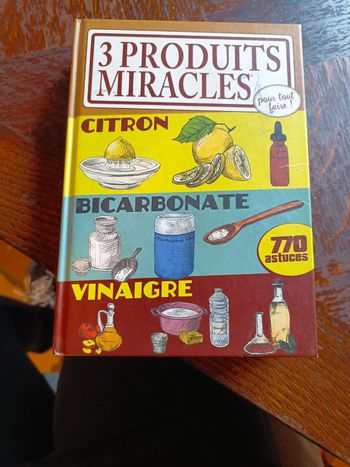 3 PRODUITS
MIRACLES
pour tout
faire !
CITRON
BICARBONATE
770
astuces
VINAIGRE